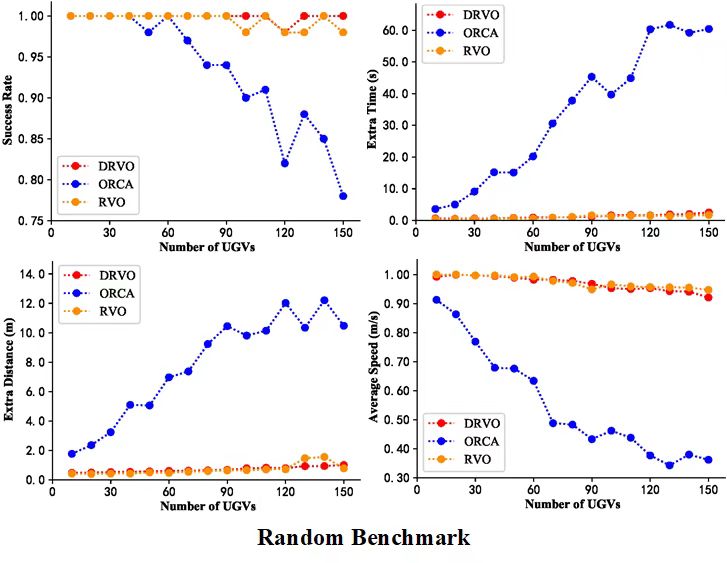 1.00
0.95
0.90
0.85
0.80
0.75
Success Rate
DRVO
ORCA
RVO
0 30 60 90 120 150
Number of UGVs
60. 0
50. 0
40. 0
30. 0
20. 0
10. 0
0. 0
Extra Time (s)
DRVO
ORCA
RVO
0 30 60 90 120 150
Number of UGVs
14.0
12.0
10.0
8.0
6.0
4.0
2.0
0.0
Extra Distance (m)
DRVO
ORCA
RVO
0 30 60 90 120 150
Number of UGVs
1.00
0.90
0.80
0.70
0.60
0.50
0.40
0.30
Average Speed (m/s)
DRVO
ORCA
RVO
0 30 60 90 120 150
Number of UGVs
Random Benchmark